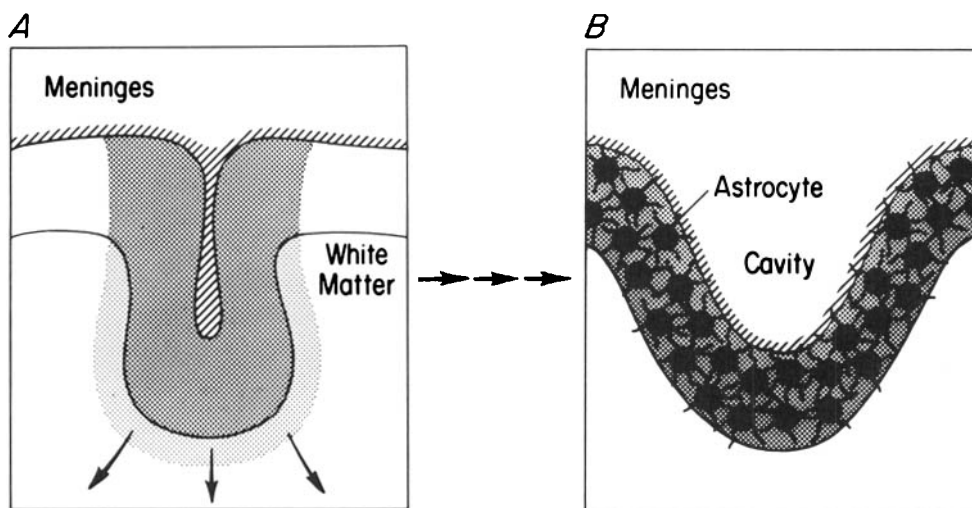 A
Meninges
White
Matter
B
Meninges
Astrocyte
Cavity